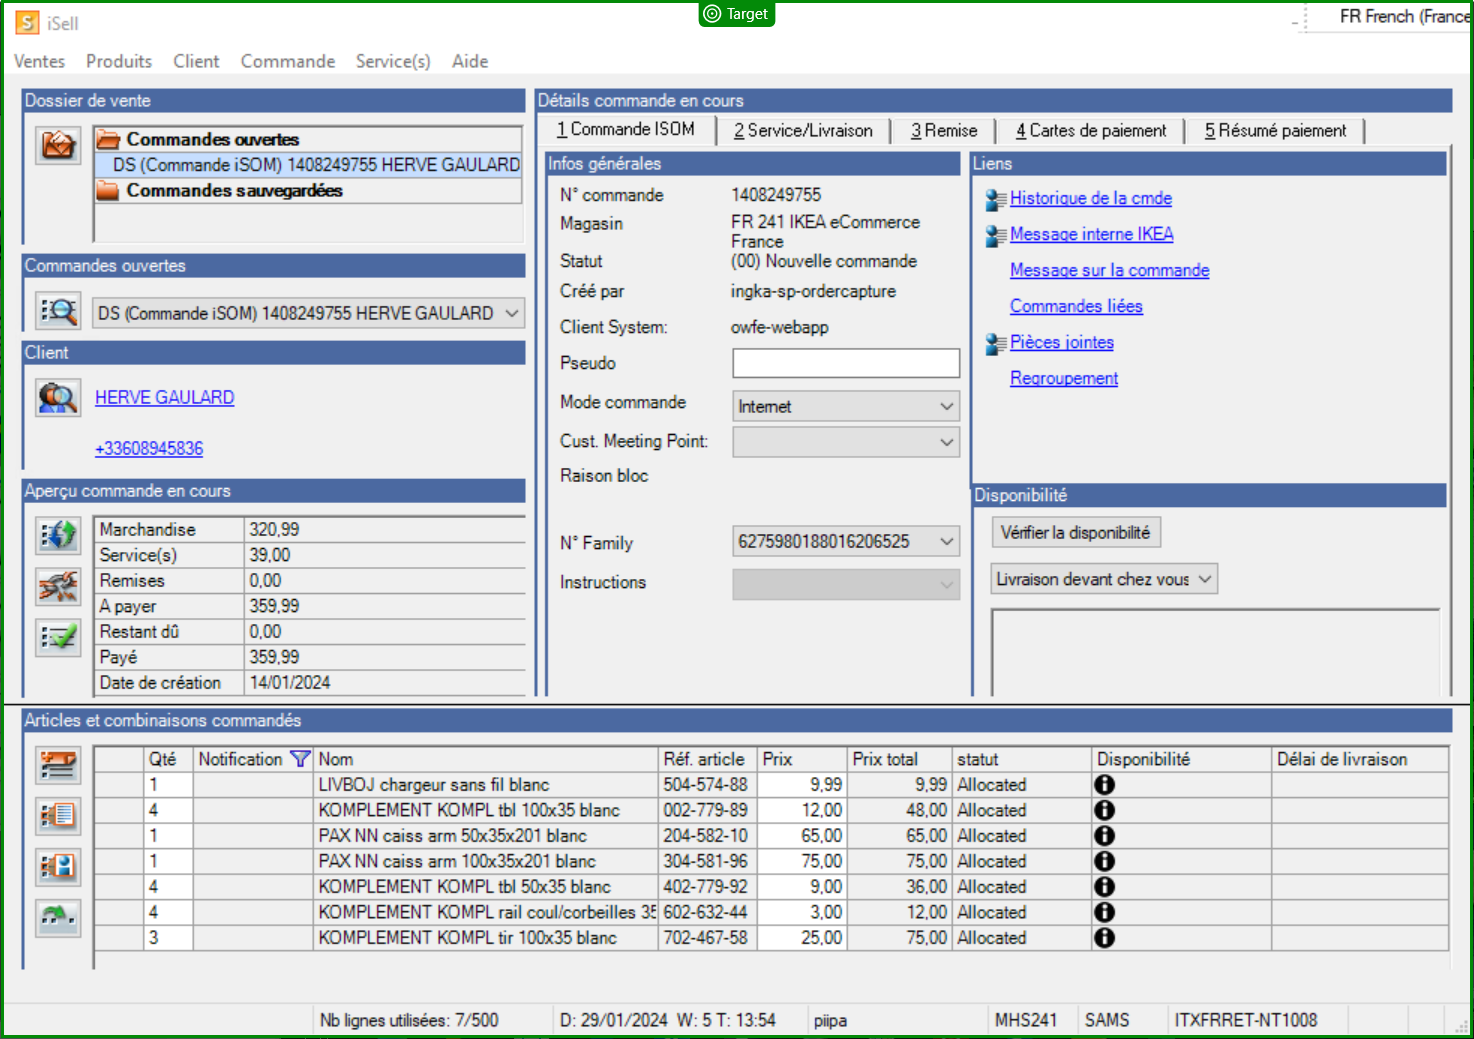 Target
iSell
FR French (France
Ventes Produits Client Commande Service(s) Aide
Dossier de vente
Commandes ouvertes
DS (Commande iSOM) 1408249755 HERVE GAULARD
Commandes sauvegardées
Commandes ouvertes
DS (Commande iSOM) 1408249755 HERVE GAULARD
Client
HERVE GAULARD
+33608945836
Aperçu commande en cours
Marchandise 320,99
Service(s) 39,00
Remises 0,00
A payer 359,99
Restant dû 0,00
Payé 359,99
Date de création 14/01/2024
Détails commande en cours
1 Commande ISOM 2 Service/Livraison 3 Remise 4 Cartes de paiement 5 Résumé paiement
Infos générales
N° commande 1408249755
Magasin FR 241 IKEA eCommerce
France
Statut (00) Nouvelle commande
Créé par ingka-sp-ordercapture
Client System: owfe-webapp
Pseudo
Mode commande Internet
Cust. Meeting Point:
Raison bloc
N° Family 6275980188016206525
Instructions
Liens
Historique de la cmde
Message interne IKEA
Message sur la commande
Commandes liées
Pièces jointes
Regroupement
Disponibilité
Vérifier la disponibilité
Livraison devant chez vous
Articles et combinaisons commandés
Qté Notification Nom Réf. article Prix Prix total statut Disponibilité Délai de livraison
1 LIVBOJ chargeur sans fil blanc 504-574-88 9,99 9,99 Allocated
4 KOMPLEMENT KOMPL tbl 100x35 blanc 002-779-89 12,00 48,00 Allocated
1 PAX NN caiss arm 50x35x201 blanc 204-582-10 65,00 65,00 Allocated
1 PAX NN caiss arm 100x35x201 blanc 304-581-96 75,00 75,00 Allocated
4 KOMPLEMENT KOMPL tbl 50x35 blanc 402-779-92 9,00 36,00 Allocated
4 KOMPLEMENT KOMPL rail coul/corbeilles 35 602-632-44 3,00 12,00 Allocated
3 KOMPLEMENT KOMPL tir 100x35 blanc 702-467-58 25,00 75,00 Allocated
Nb lignes utilisées: 7/500 D: 29/01/2024 W: 5 T: 13:54 piipa MHS241 SAMS ITXFRRET-NT1008